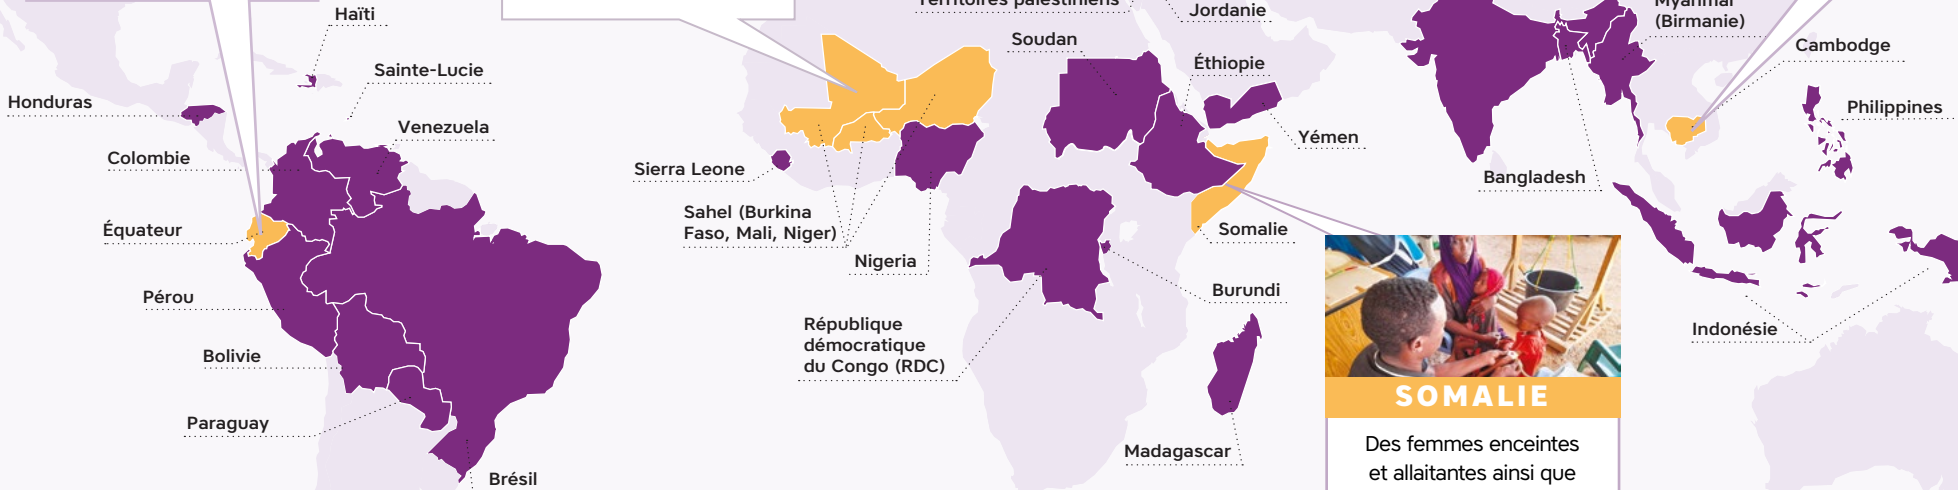 Territoires palestiniens
Jordanie
Myanmar
(Birmanie)
Haïti
Soudan
Cambodge
Sainte-Lucie
Éthiopie
Honduras
Philippines
Venezuela
Yémen
Colombie
Sierra Leone
Bangladesh
Sahel (Burkina
Faso, Mali, Niger)
Équateur
Somalie
Nigeria
Pérou
Burundi
République
démocratique
du Congo (RDC)
Indonésie
Bolivie
Paraguay
Madagascar
Brésil
SOMALIE
Des femmes enceintes
et allaitantes ainsi que